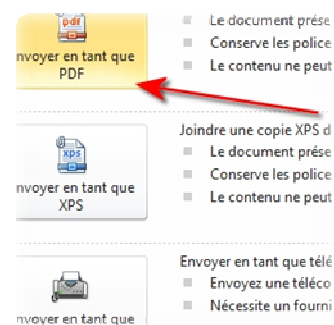 pdf
nvoyer en tant que
PDF
Le document prése
Conserve les police
Le contenu ne peut
xps
nvoyer en tant que
XPS
Joindre une copie XPS d
Le document prése
Conserve les police
Le contenu ne peut
nvoyer en tant que
Envoyer en tant que télé
Envoyez une téléco
Nécessite un fourni